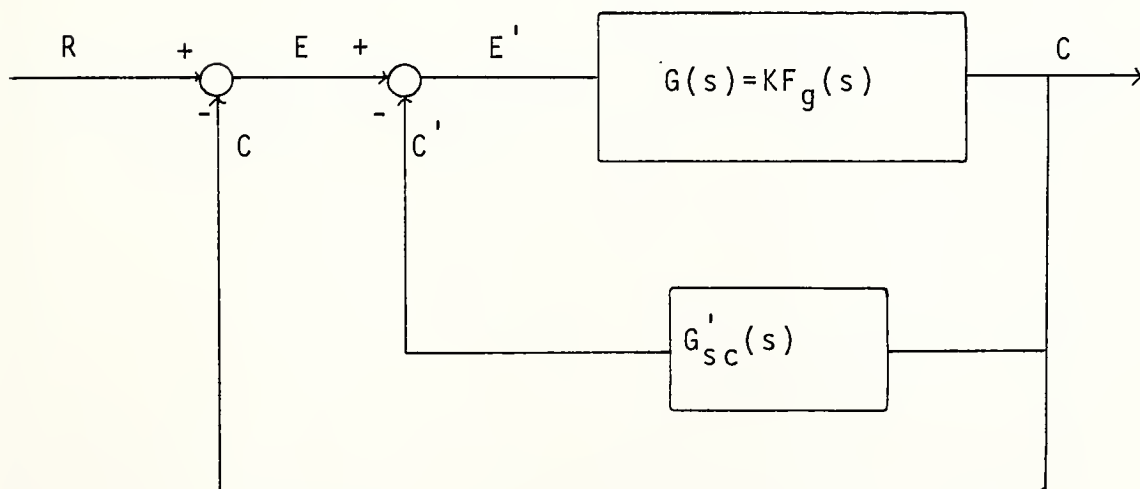 R + E + E' C
G(s)=KF_g(s)
- C - C'
G'_sc(s)